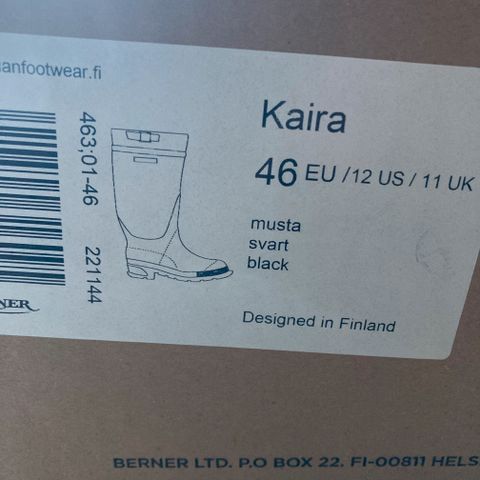 anfootwear.fi
463;01-46 221144
NER
Kaira
46 EU / 12 US / 11 UK
musta
svart
black
Designed in Finland
BERNER LTD. P.O BOX 22. FI-00811 HELS